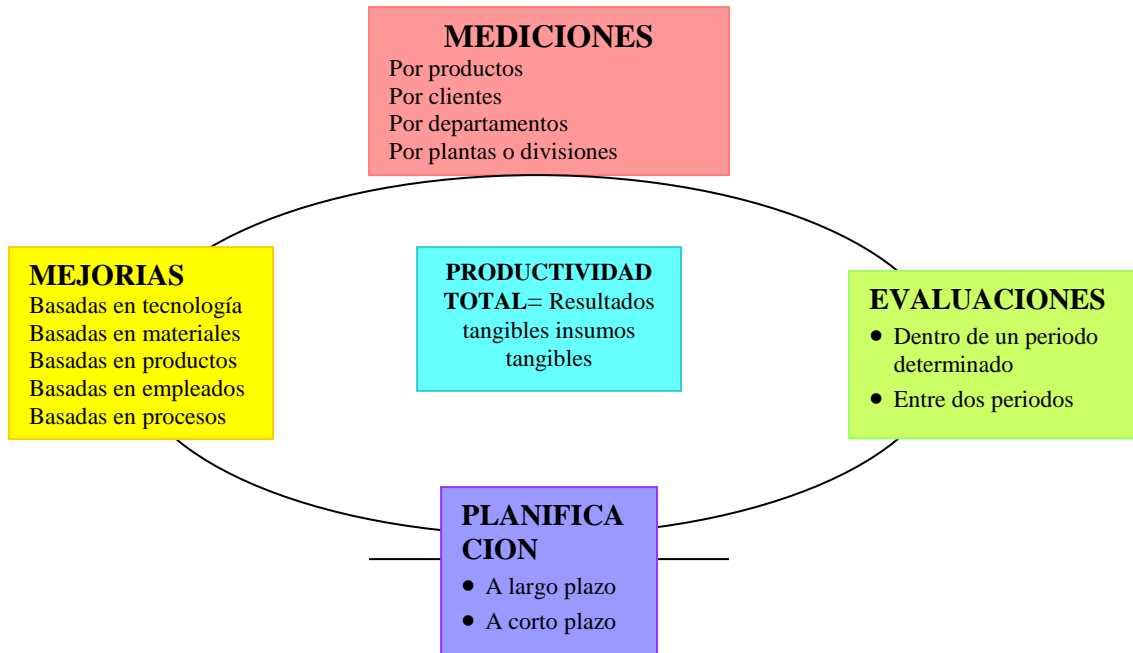 MEDICIONES
Por productos
Por clientes
Por departamentos
Por plantas o divisiones
MEJORIAS
Basadas en tecnología
Basadas en materiales
Basadas en productos
Basadas en empleados
Basadas en procesos
PRODUCTIVIDAD
TOTAL= Resultados
tangibles insumos
tangibles
EVALUACIONES
• Dentro de un periodo
determinado
• Entre dos periodos
PLANIFICA
CION
• A largo plazo
• A corto plazo